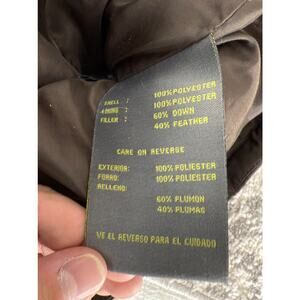 SHELL : 100% POLYESTER
LINING : 100% POLYESTER
FILLER : 60% DOWN
40% FEATHER
CARE ON REVERSE
EXTERIOR: 100% POLIESTER
FORRO: 100% POLIESTER
RELLENO:
60% PLUMON
40% PLUMAS
VE EL REVERSO PARA EL CUIDADO